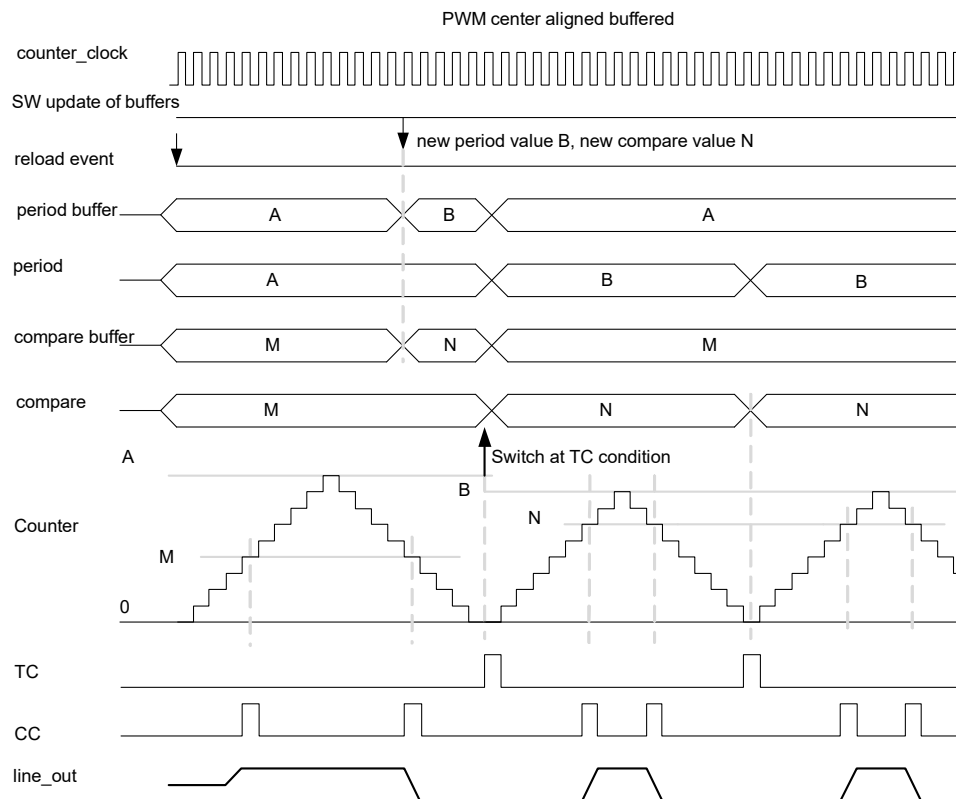 PWM center aligned buffered
counter_clock
SW update of buffers
new period value B, new compare value N
reload event
period buffer
A
B
A
period
A
B
B
compare buffer
M
N
M
compare
M
N
N
A
Switch at TC condition
B
N
Counter
M
0
TC
CC
line_out